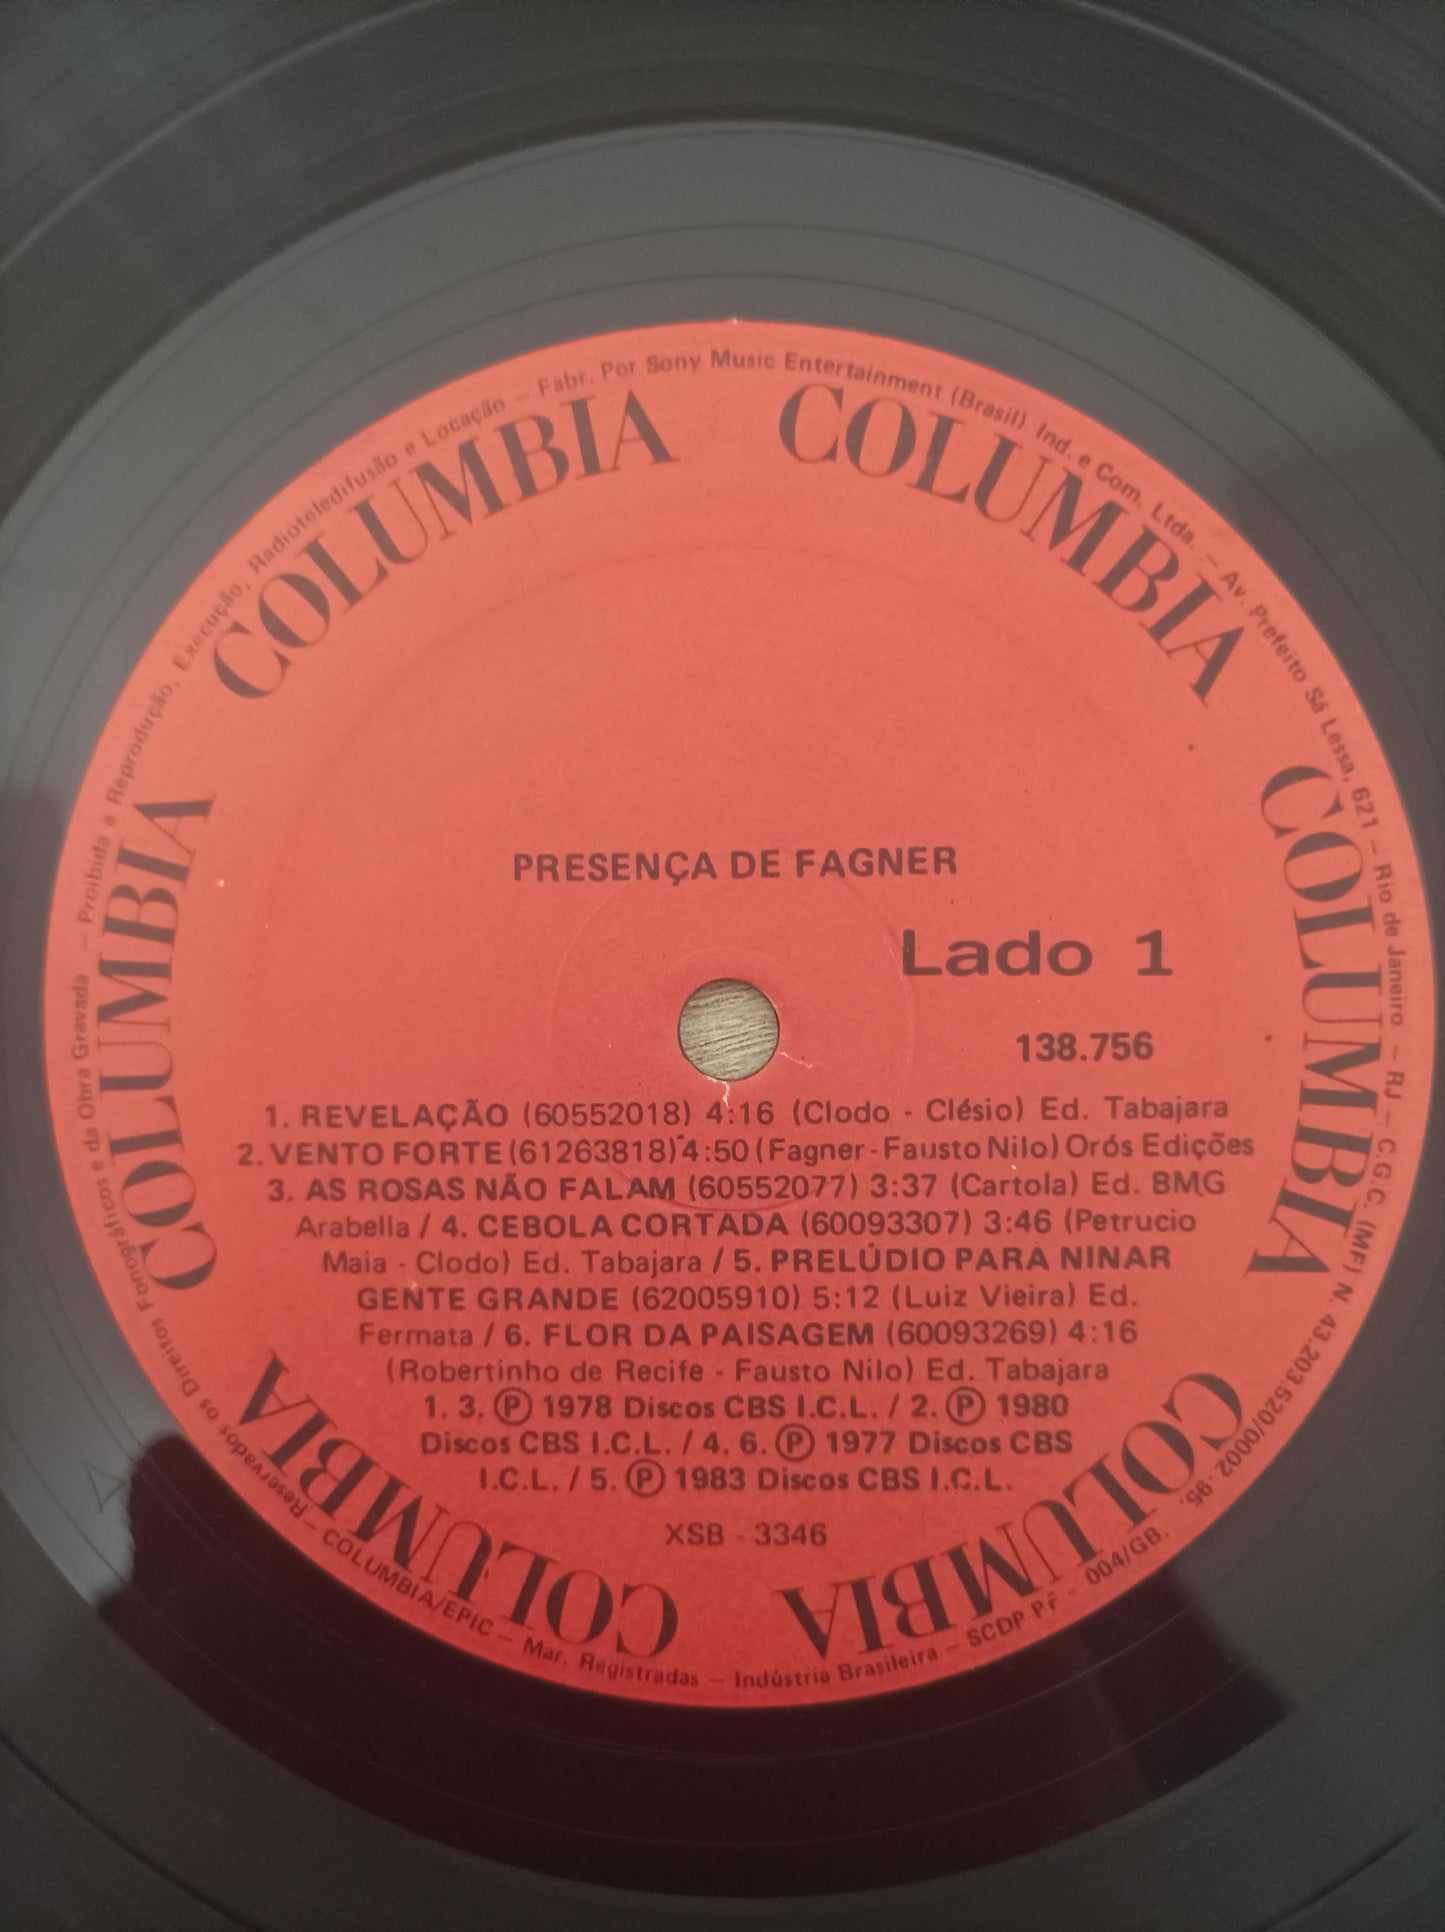 Reservados os Direitos Fonográficos e da Obra Gravada – Proibida a Reprodução, Execução, Radioteledifusão e Locação – Fabr. Por Sony Music Entertainment (Brasil) Ind. e Com. Ltda. – Av. Prefeito Sá Lessa, 621 – Rio de Janeiro – RJ – C.G.C. (MF) N. 43.203.520/0002-95.
COLUMBIA
COLUMBIA
COLUMBIA
COLUMBIA
COLUMBIA
COLUMBIA
PRESENÇA DE FAGNER
Lado 1
138.756
1. REVELAÇÃO (60552018) 4:16 (Clodo - Clésio) Ed. Tabajara
2. VENTO FORTE (61263818) 4:50 (Fagner - Fausto Nilo) Orós Edições
3. AS ROSAS NÃO FALAM (60552077) 3:37 (Cartola) Ed. BMG
Arabella / 4. CEBOLA CORTADA (60093307) 3:46 (Petrucio
Maia - Clodo) Ed. Tabajara / 5. PRELÚDIO PARA NINAR
GENTE GRANDE (62005910) 5:12 (Luiz Vieira) Ed.
Fermata / 6. FLOR DA PAISAGEM (60093269) 4:16
(Robertinho de Recife - Fausto Nilo) Ed. Tabajara
1. 3. Ⓟ 1978 Discos CBS I.C.L. / 2. Ⓟ 1980
Discos CBS I.C.L. / 4. 6. Ⓟ 1977 Discos CBS
I.C.L. / 5. Ⓟ 1983 Discos CBS I.C.L.
XSB - 3346
COLUMBIA
– COLUMBIA/EPIC – Mar. Registradas – Indústria Brasileira – SCDP PF - 004/GB.